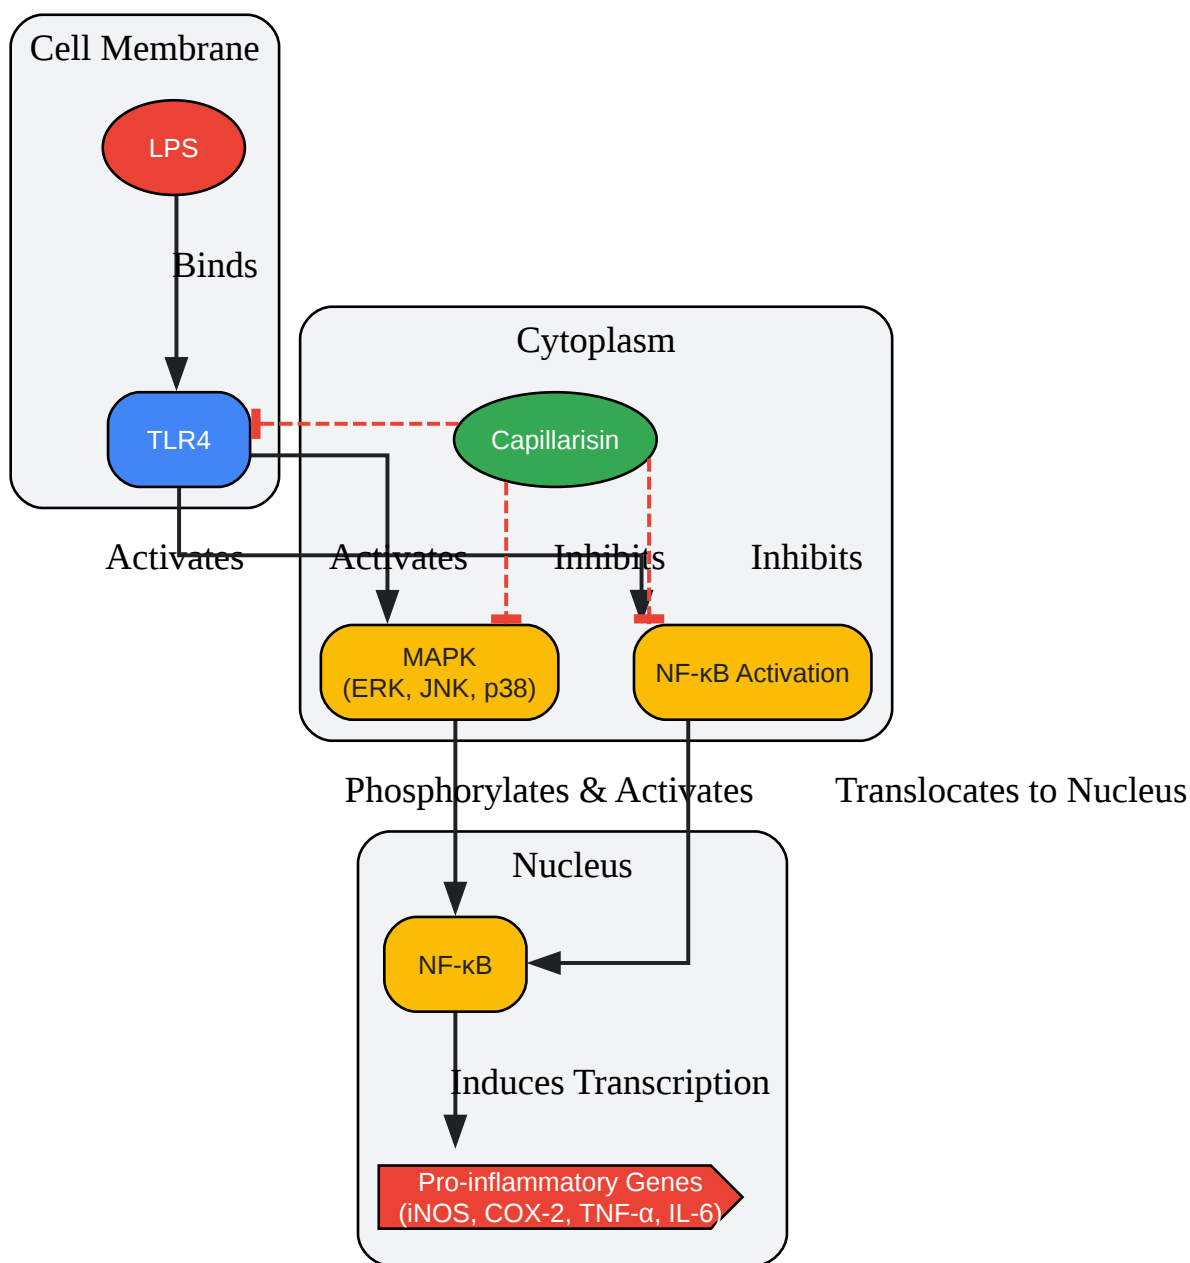 Cell Membrane
LPS
Binds
Cytoplasm
TLR4
Capillarisin
Activates
Activates
Inhibits
Inhibits
MAPK
(ERK, JNK, p38)
NF-κB Activation
Phosphorylates & Activates
Translocates to Nucleus
Nucleus
NF-κB
Induces Transcription
Pro-inflammatory Genes
(iNOS, COX-2, TNF-α, IL-6)